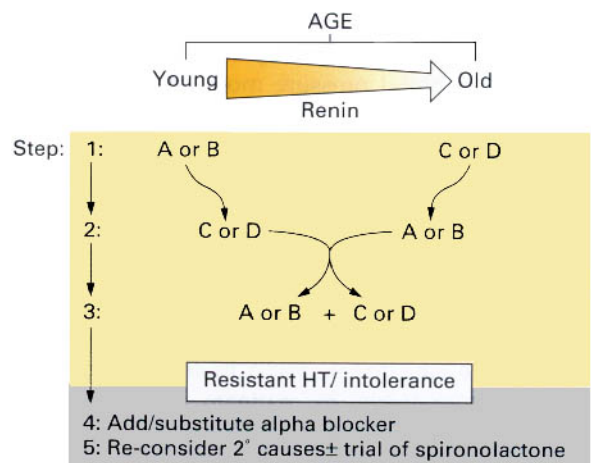 AGE
Young Old
Renin
Step: 1: A or B C or D
2: C or D A or B
3: A or B + C or D
Resistant HT/ intolerance
4: Add/substitute alpha blocker
5: Re-consider 2° causes± trial of spironolactone